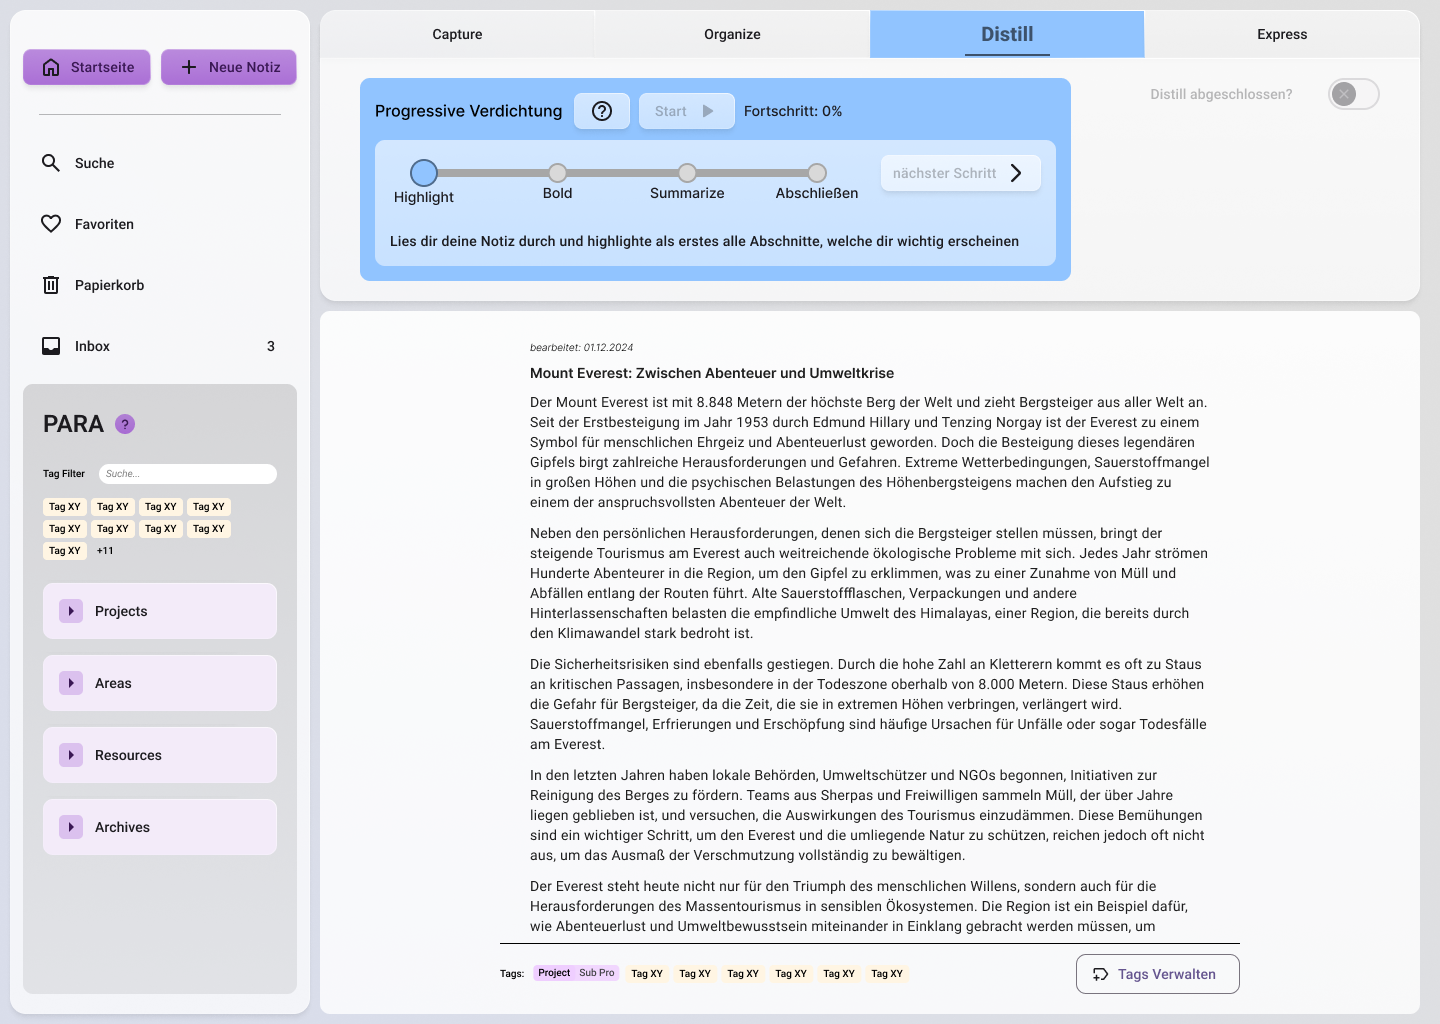 Startseite
Neue Notiz
Suche
Favoriten
Papierkorb
Inbox 3
PARA ?
Tag Filter Suche...
Tag XY Tag XY Tag XY Tag XY
Tag XY Tag XY Tag XY Tag XY
Tag XY +11
Projects
Areas
Resources
Archives
Capture Organize Distill Express
Progressive Verdichtung Start Fortschritt: 0%
Distill abgeschlossen?
Highlight Bold Summarize Abschließen
nächster Schritt
Lies dir deine Notiz durch und highlighte als erstes alle Abschnitte, welche dir wichtig erscheinen
bearbeitet: 01.12.2024
Mount Everest: Zwischen Abenteuer und Umweltkrise
Der Mount Everest ist mit 8.848 Metern der höchste Berg der Welt und zieht Bergsteiger aus aller Welt an.
Seit der Erstbesteigung im Jahr 1953 durch Edmund Hillary und Tenzing Norgay ist der Everest zu einem
Symbol für menschlichen Ehrgeiz und Abenteuerlust geworden. Doch die Besteigung dieses legendären
Gipfels birgt zahlreiche Herausforderungen und Gefahren. Extreme Wetterbedingungen, Sauerstoffmangel
in großen Höhen und die psychischen Belastungen des Höhenbergsteigens machen den Aufstieg zu
einem der anspruchsvollsten Abenteuer der Welt.
Neben den persönlichen Herausforderungen, denen sich die Bergsteiger stellen müssen, bringt der
steigende Tourismus am Everest auch weitreichende ökologische Probleme mit sich. Jedes Jahr strömen
Hunderte Abenteurer in die Region, um den Gipfel zu erklimmen, was zu einer Zunahme von Müll und
Abfällen entlang der Routen führt. Alte Sauerstoffflaschen, Verpackungen und andere
Hinterlassenschaften belasten die empfindliche Umwelt des Himalayas, einer Region, die bereits durch
den Klimawandel stark bedroht ist.
Die Sicherheitsrisiken sind ebenfalls gestiegen. Durch die hohe Zahl an Kletterern kommt es oft zu Staus
an kritischen Passagen, insbesondere in der Todeszone oberhalb von 8.000 Metern. Diese Staus erhöhen
die Gefahr für Bergsteiger, da die Zeit, die sie in extremen Höhen verbringen, verlängert wird.
Sauerstoffmangel, Erfrierungen und Erschöpfung sind häufige Ursachen für Unfälle oder sogar Todesfälle
am Everest.
In den letzten Jahren haben lokale Behörden, Umweltschützer und NGOs begonnen, Initiativen zur
Reinigung des Berges zu fördern. Teams aus Sherpas und Freiwilligen sammeln Müll, der über Jahre
liegen geblieben ist, und versuchen, die Auswirkungen des Tourismus einzudämmen. Diese Bemühungen
sind ein wichtiger Schritt, um den Everest und die umliegende Natur zu schützen, reichen jedoch oft nicht
aus, um das Ausmaß der Verschmutzung vollständig zu bewältigen.
Der Everest steht heute nicht nur für den Triumph des menschlichen Willens, sondern auch für die
Herausforderungen des Massentourismus in sensiblen Ökosystemen. Die Region ist ein Beispiel dafür,
wie Abenteuerlust und Umweltbewusstsein miteinander in Einklang gebracht werden müssen, um
Tags: Project Sub Pro Tag XY Tag XY Tag XY Tag XY Tag XY Tag XY
Tags Verwalten